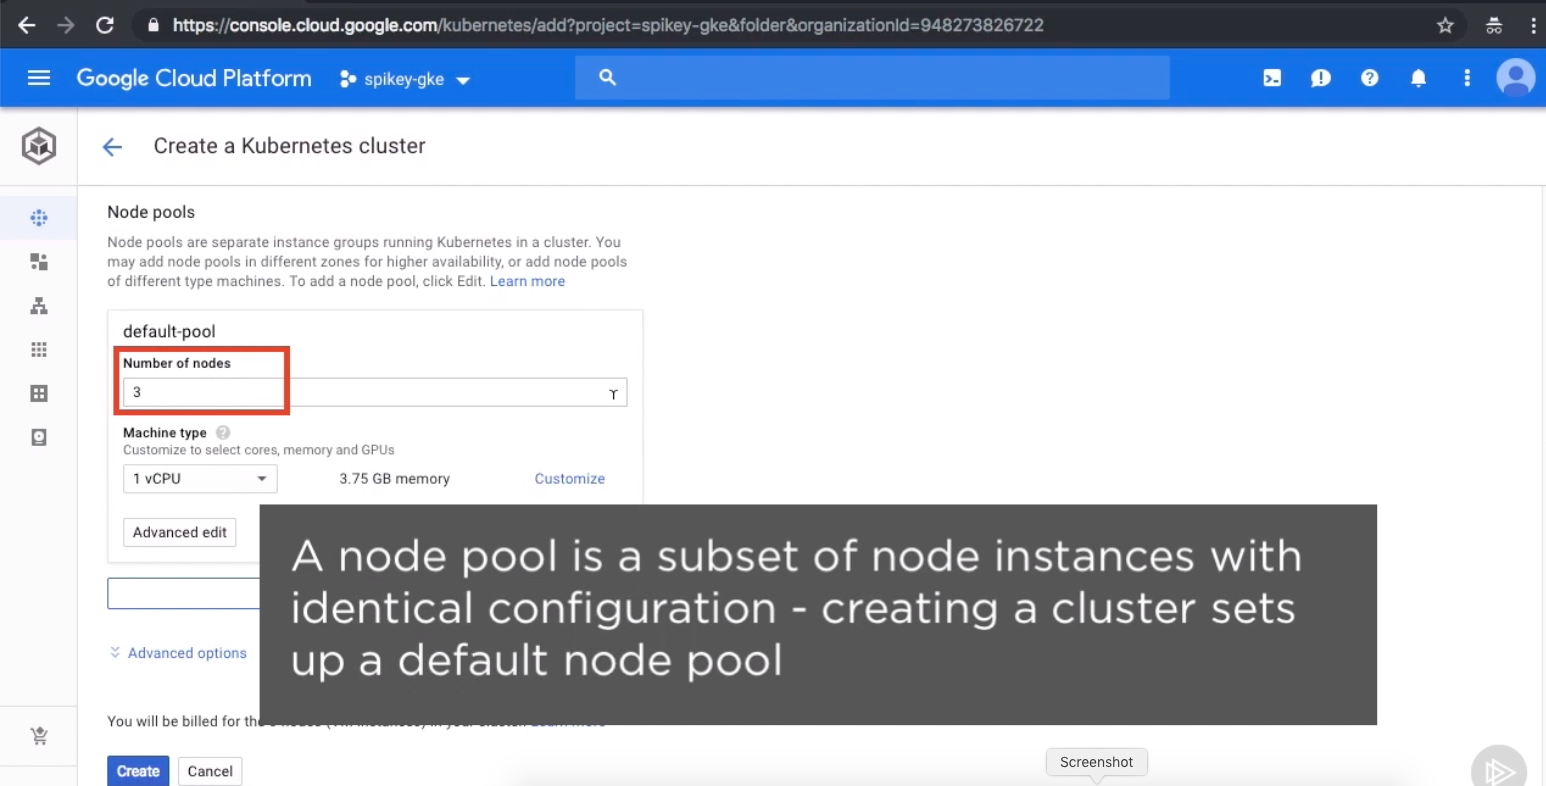 https://console.cloud.google.com/kubernetes/add?project=spikey-gke&folder&organizationId=948273826722
Google Cloud Platform spikey-gke
Create a Kubernetes cluster
Node pools
Node pools are separate instance groups running Kubernetes in a cluster. You
may add node pools in different zones for higher availability, or add node pools
of different type machines. To add a node pool, click Edit. Learn more
default-pool
Number of nodes
3
Machine type
Customize to select cores, memory and GPUs
1 vCPU 3.75 GB memory Customize
Advanced edit
A node pool is a subset of node instances with
identical configuration - creating a cluster sets
up a default node pool
Advanced options
You will be billed for the
Create Cancel
Screenshot